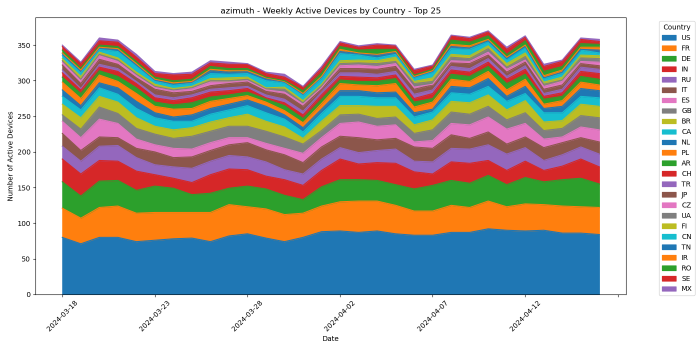 azimuth - Weekly Active Devices by Country - Top 25
Number of Active Devices
350
300
250
200
150
100
50
0
2024-03-18
2024-03-23
2024-03-28
2024-04-02
2024-04-07
2024-04-12
Date
Country
US
FR
DE
IN
RU
IT
ES
GB
BR
CA
NL
PL
AR
CH
TR
JP
CZ
UA
FI
CN
TN
IR
RO
SE
MX